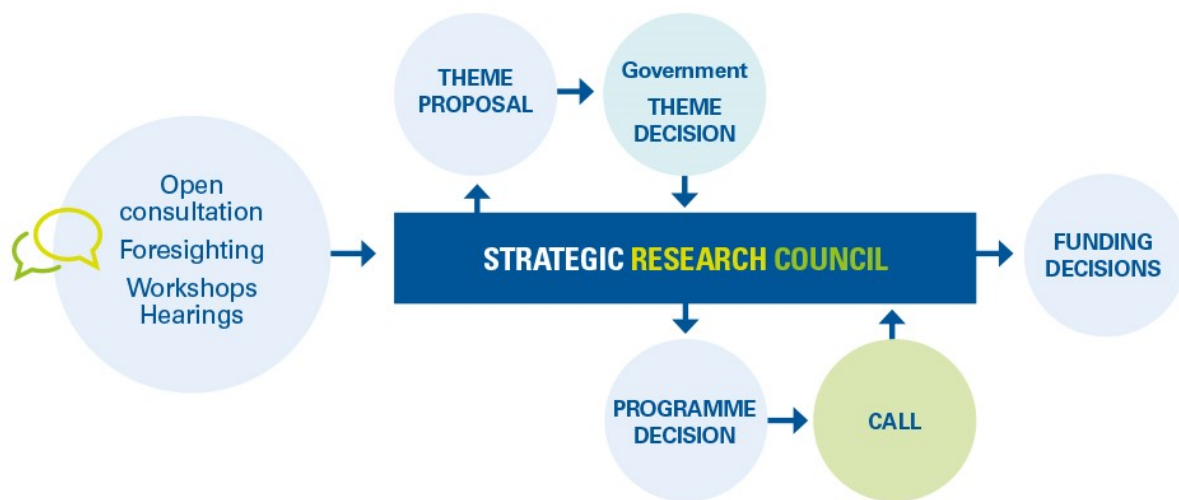 Open
consultation
Foresighting
Workshops
Hearings
THEME
PROPOSAL
Government
THEME
DECISION
STRATEGIC RESEARCH COUNCIL
PROGRAMME
DECISION
CALL
FUNDING
DECISIONS